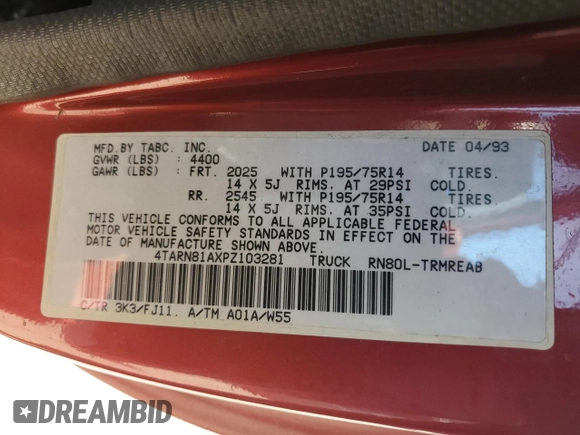 MFD.BY TABC. INC. DATE 04/93
GVWR (LBS) : 4400
GAWR (LBS) : FRT. 2025 WITH P195/75R14 TIRES.
14 X 5J RIMS. AT 29PSI COLD.
RR. 2545 WITH P195/75R14 TIRES.
14 X 5J RIMS. AT 35PSI COLD.
THIS VEHICLE CONFORMS TO ALL APPLICABLE FEDERAL
MOTOR VEHICLE SAFETY STANDARDS IN EFFECT ON THE
DATE OF MANUFACTURE SHOWN ABOVE.
4TARN81AXPZ103281 TRUCK RN80L-TRMREAB
C/TR 3K3/FJ11. A/TM A01A/W55
DREAMBID